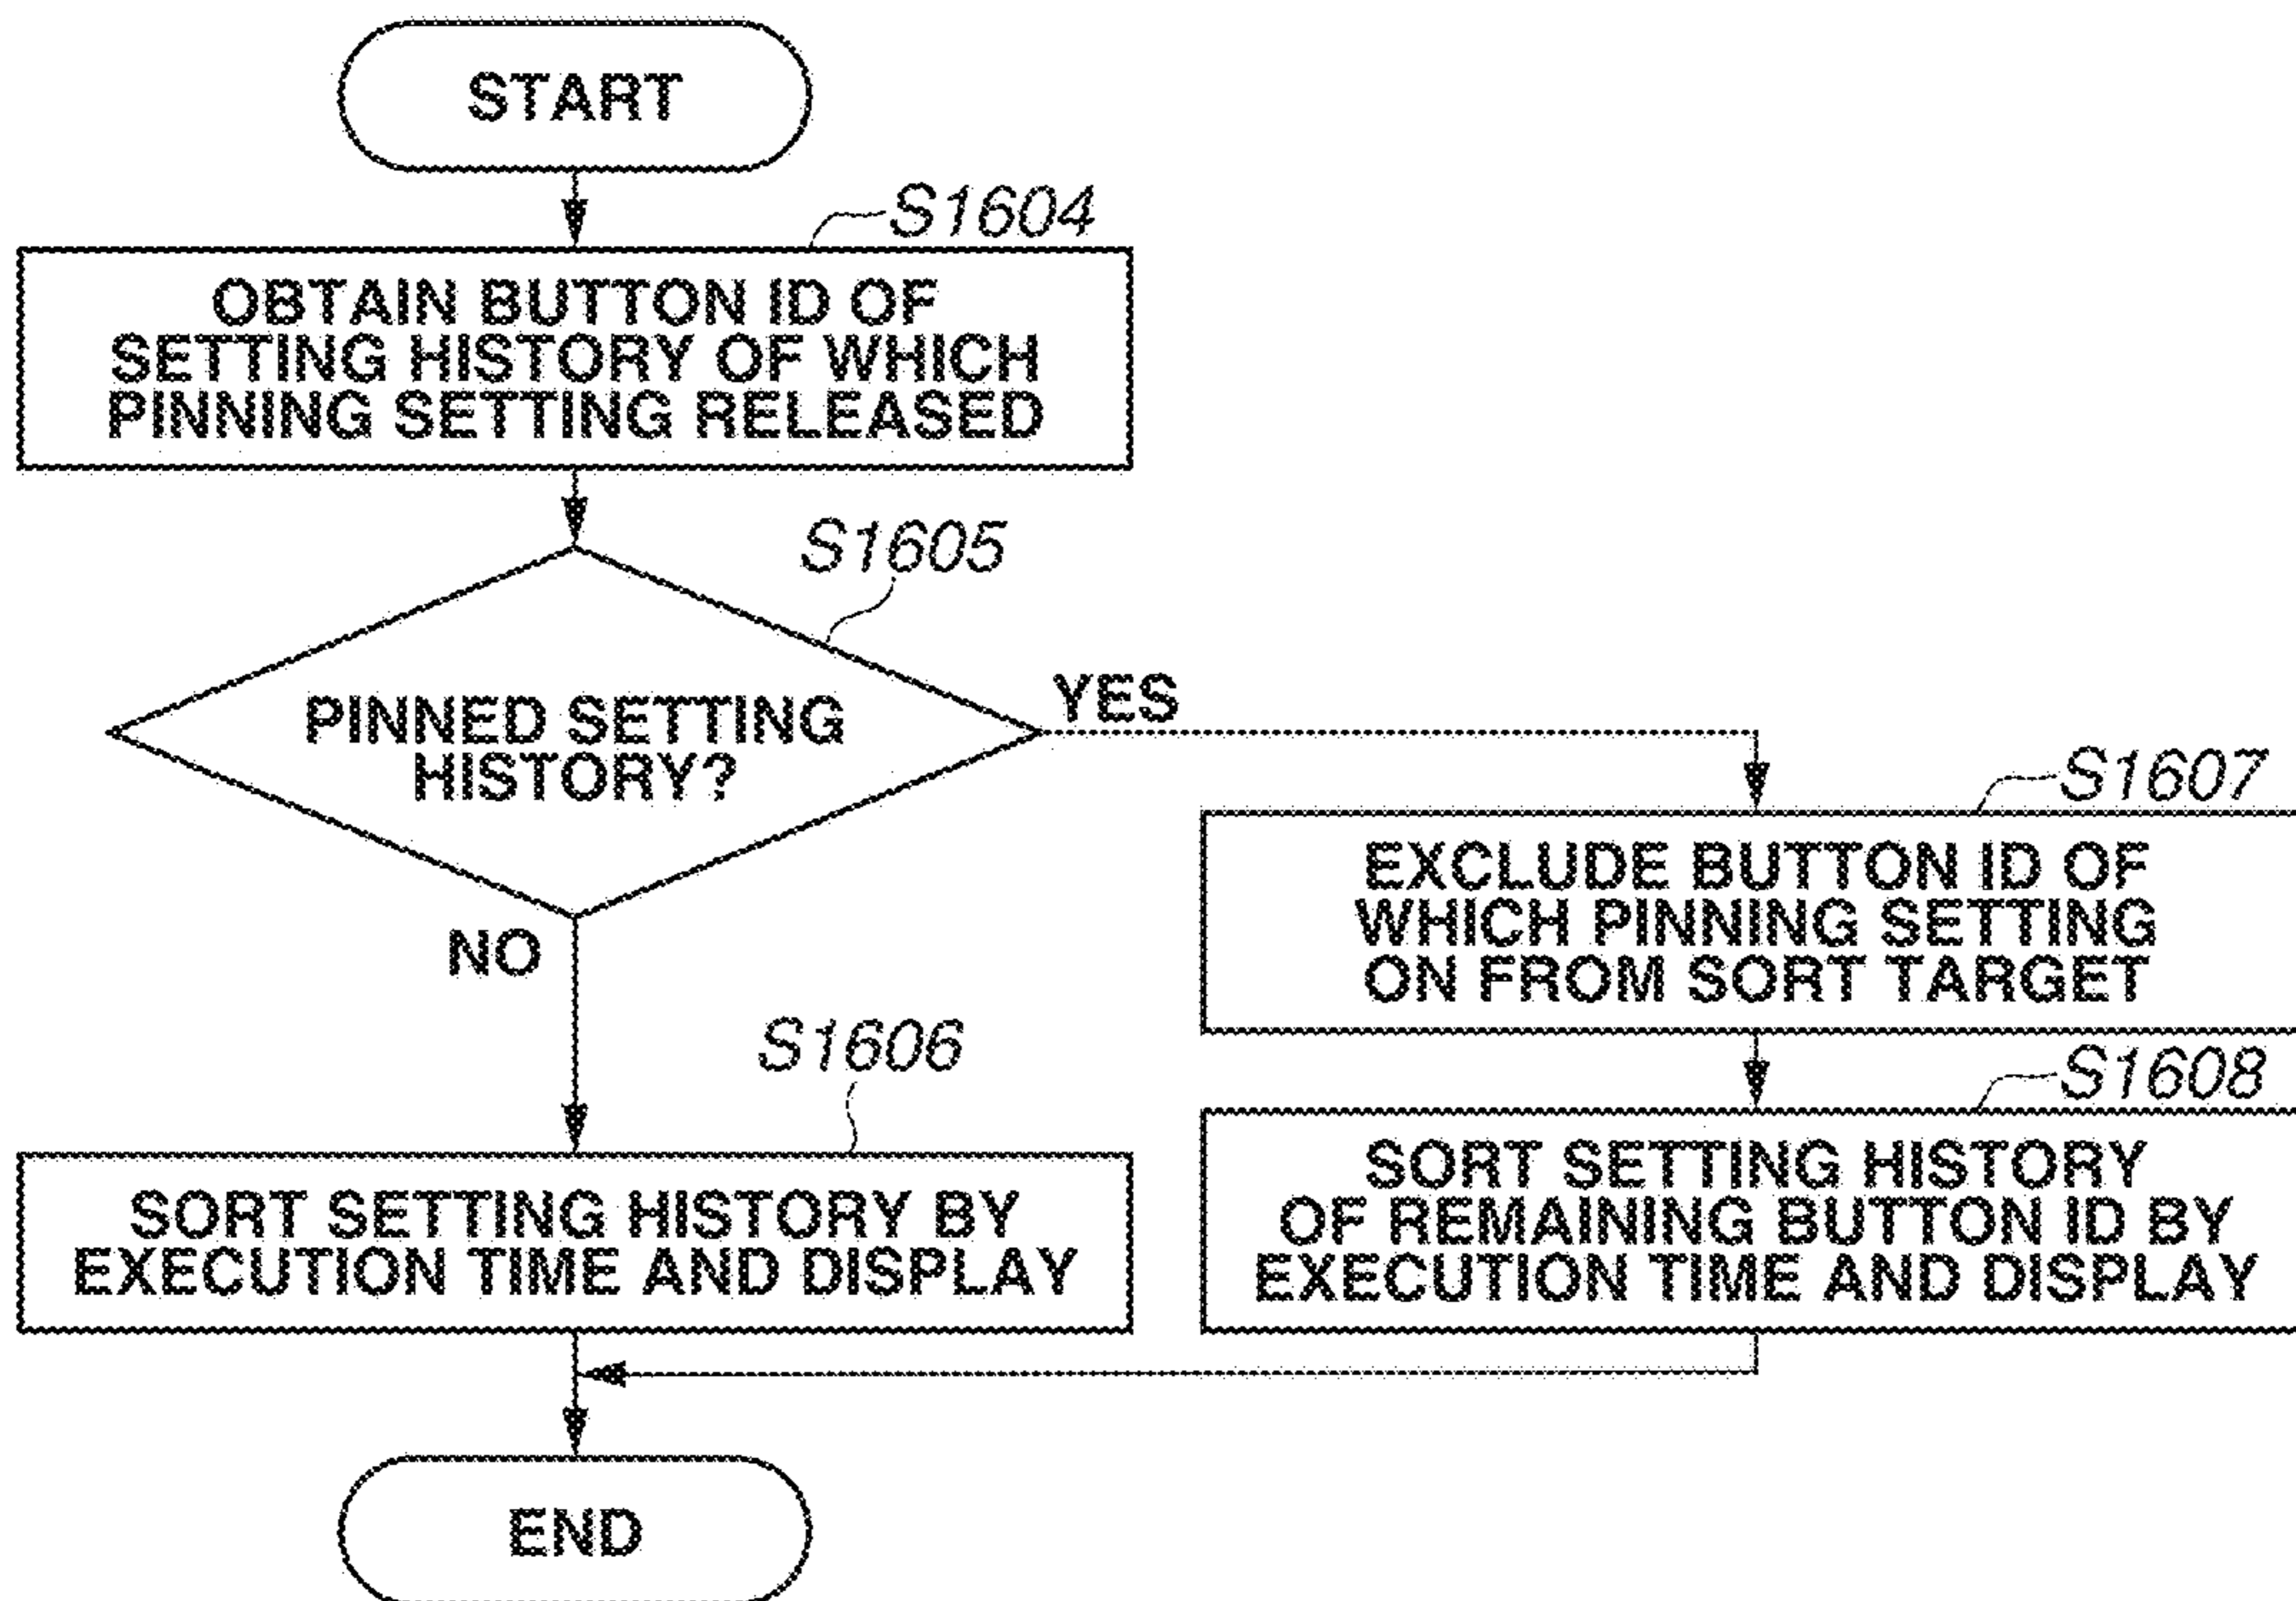 START
S1604
OBTAIN BUTTON ID OF
SETTING HISTORY OF WHICH
PINNING SETTING RELEASED
S1605
PINNED SETTING
HISTORY?
YES
NO
S1607
EXCLUDE BUTTON ID OF
WHICH PINNING SETTING
ON FROM SORT TARGET
S1606
SORT SETTING HISTORY BY
EXECUTION TIME AND DISPLAY
S1608
SORT SETTING HISTORY
OF REMAINING BUTTON ID BY
EXECUTION TIME AND DISPLAY
END